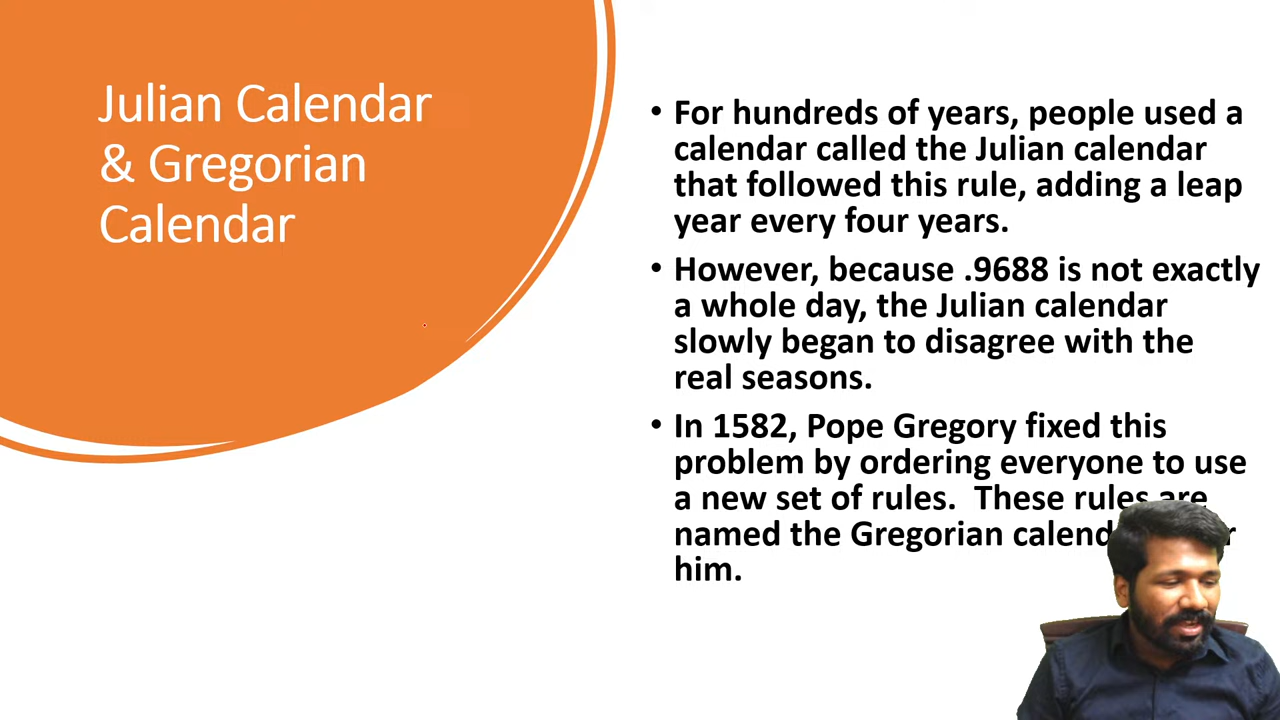 Julian Calendar
& Gregorian
Calendar
• For hundreds of years, people used a
calendar called the Julian calendar
that followed this rule, adding a leap
year every four years.
• However, because .9688 is not exactly
a whole day, the Julian calendar
slowly began to disagree with the
real seasons.
• In 1582, Pope Gregory fixed this
problem by ordering everyone to use
a new set of rules.  These rules are
named the Gregorian
him.